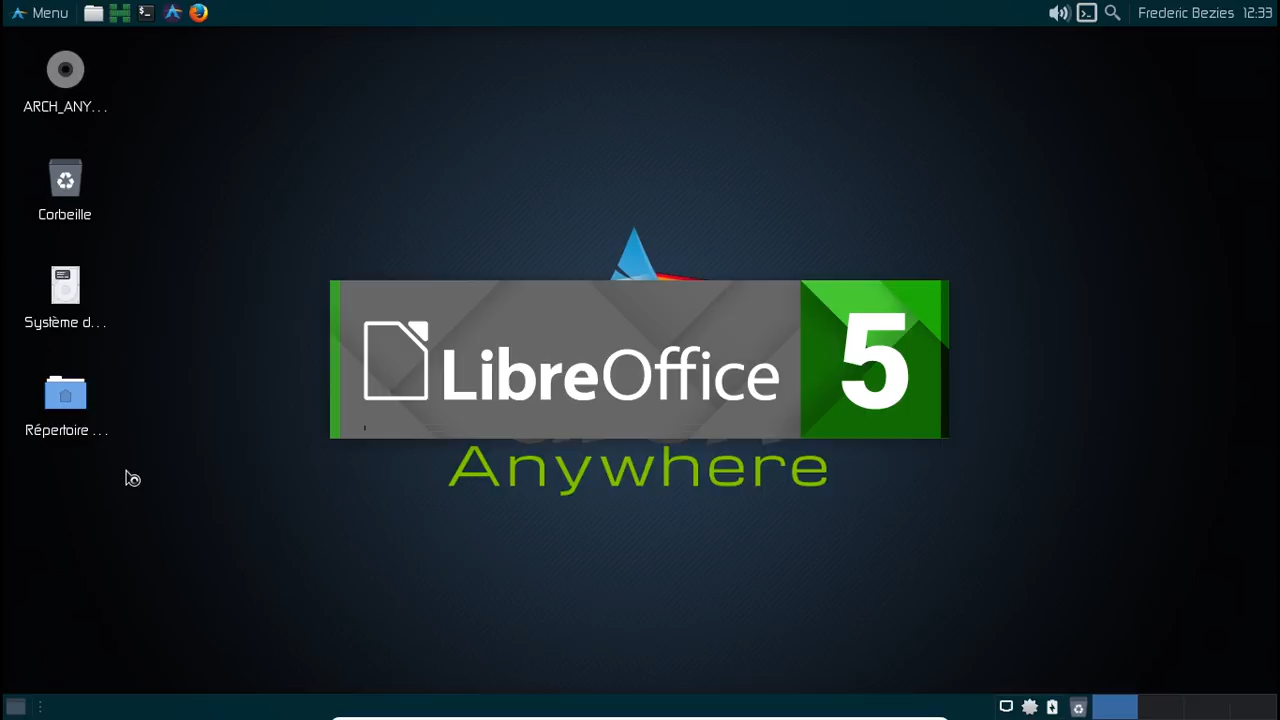 Menu
Frederic Bezies 12:33
ARCH_ANY...
Corbeille
Système d...
Répertoire ...
LibreOffice 5
Anywhere